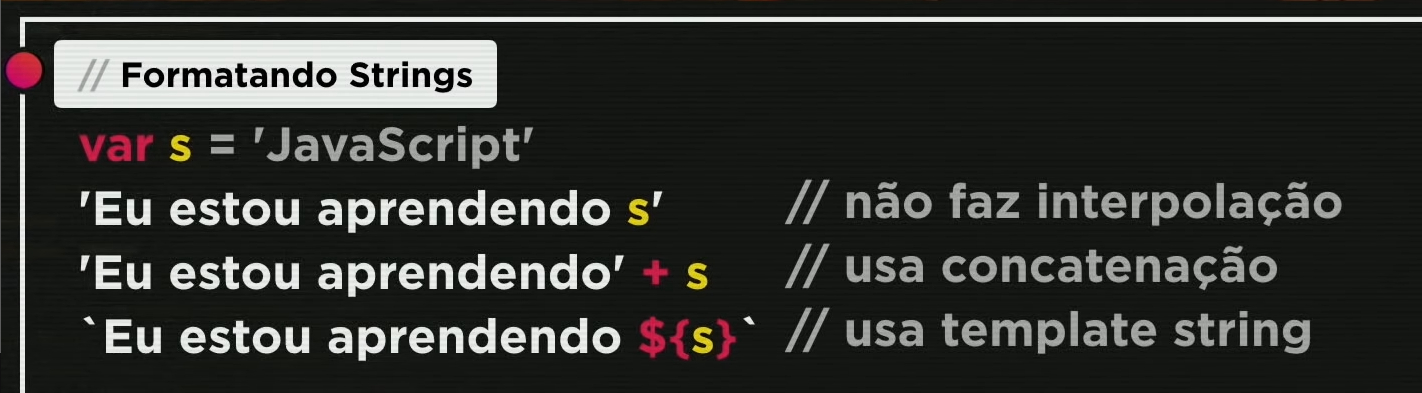 // Formatando Strings
var s = 'JavaScript'
'Eu estou aprendendo s' // não faz interpolação
'Eu estou aprendendo' + s // usa concatenação
`Eu estou aprendendo ${s}` // usa template string